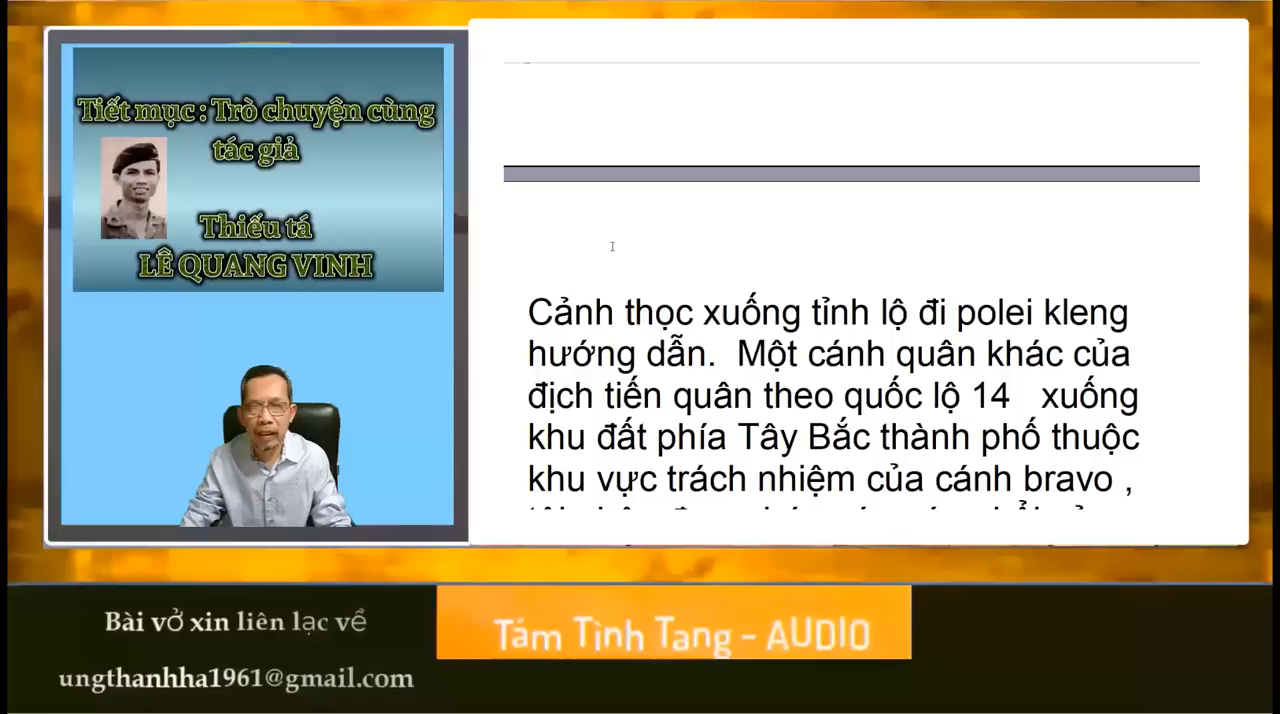 Tiết mục : Trò chuyện cùng
tác giả
Thiếu tá
LÊ QUANG VINH
Cảnh thọc xuống tỉnh lộ đi polei kleng
hướng dẫn. Một cánh quân khác của
địch tiến quân theo quốc lộ 14 xuống
khu đất phía Tây Bắc thành phố thuộc
khu vực trách nhiệm của cánh bravo ,
Bài vở xin liên lạc về
ungthanhha1961@gmail.com
Tám Tình Tang - AUDIO